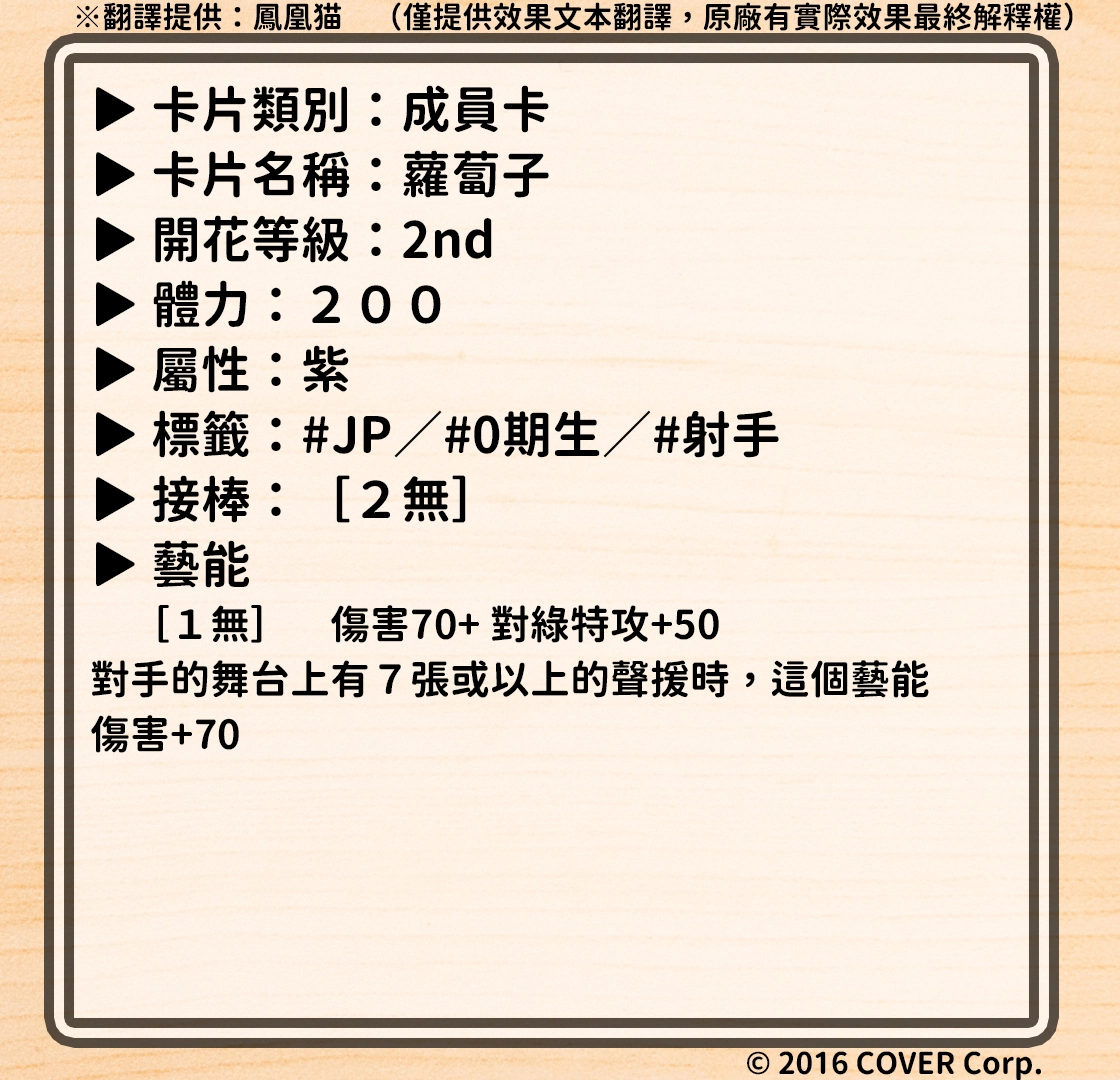 ※翻譯提供：鳳凰猫　（僅提供效果文本翻譯，原廠有實際效果最終解釋權）
▶ 卡片類別：成員卡
▶ 卡片名稱：蘿蔔子
▶ 開花等級：2nd
▶ 體力：２００
▶ 屬性：紫
▶ 標籤：#JP／#0期生／#射手
▶ 接棒：［２無］
▶ 藝能
［１無］　傷害70+ 對綠特攻+50
對手的舞台上有７張或以上的聲援時，這個藝能
傷害+70
© 2016 COVER Corp.